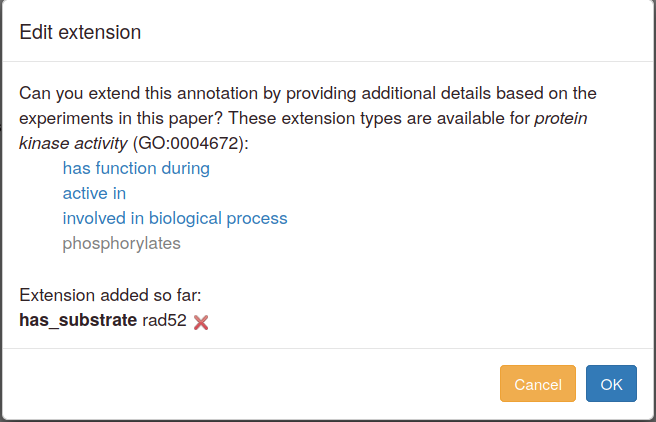 Edit extension
Can you extend this annotation by providing additional details based on the
experiments in this paper? These extension types are available for protein
kinase activity (GO:0004672):
has function during
active in
involved in biological process
phosphorylates
Extension added so far:
has_substrate rad52
Cancel
OK